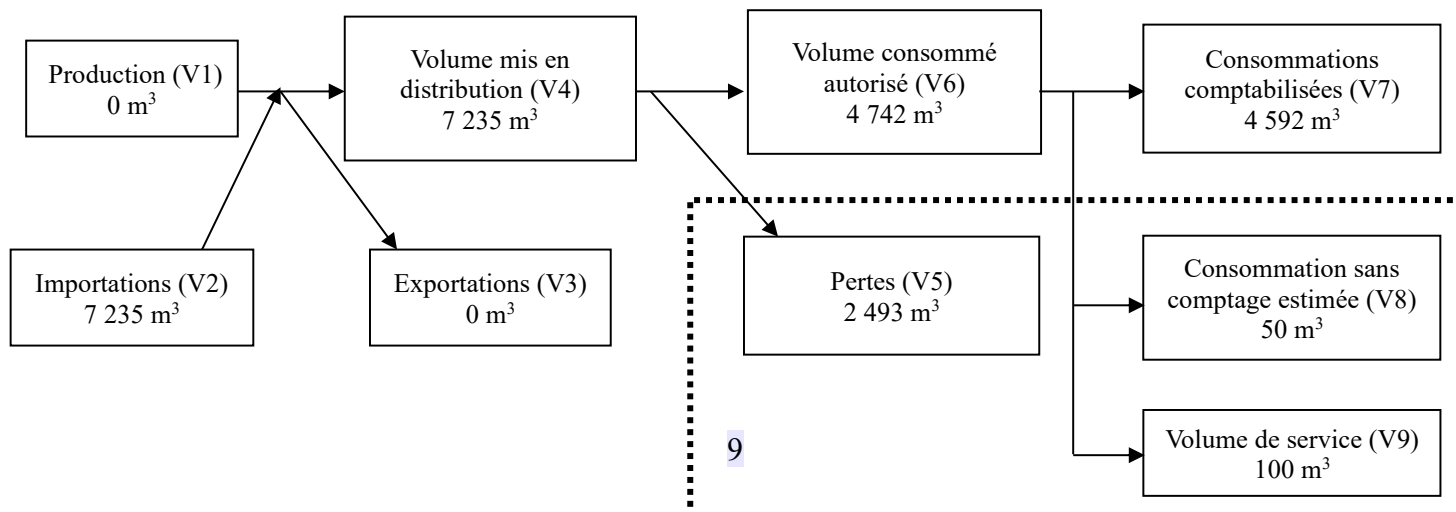 Production (V1)
0 m³
Volume mis en
distribution (V4)
7 235 m³
Volume consommé
autorisé (V6)
4 742 m³
Consommations
comptabilisées (V7)
4 592 m³
Importations (V2)
7 235 m³
Exportations (V3)
0 m³
Pertes (V5)
2 493 m³
Consommation sans
comptage estimée (V8)
50 m³
9
Volume de service (V9)
100 m³